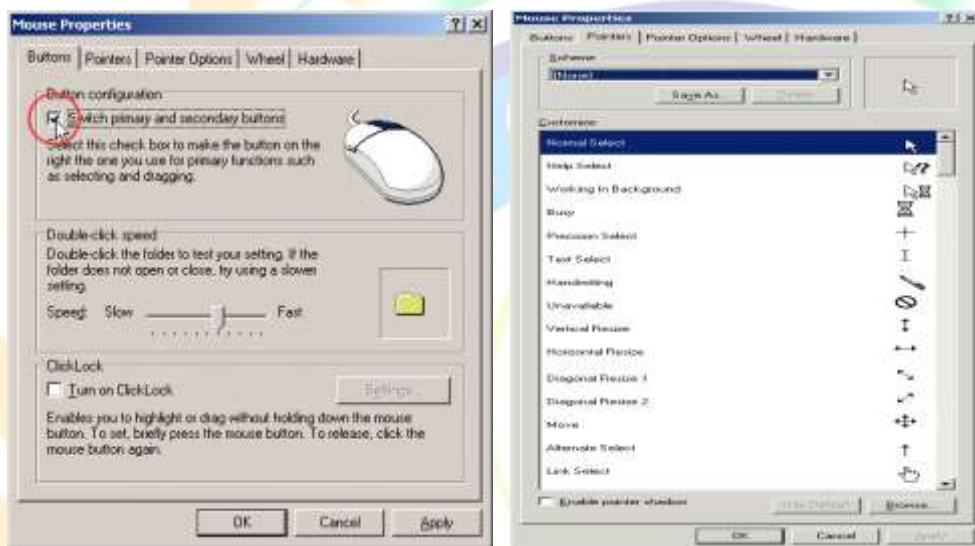 Mouse Properties
Buttons
Pointers
Pointer Options
Wheel
Hardware
Button configuration
Switch primary and secondary buttons
Select this check box to make the button on the
right the one you use for primary functions such
as selecting and dragging.
Double-click speed
Double-click the folder to test your setting. If the
folder does not open or close, try using a slower
setting.
Speed: Slow Fast
ClickLock
Turn on ClickLock
Settings...
Enables you to highlight or drag without holding down the mouse
button. To set, briefly press the mouse button. To release, click the
mouse button again.
OK
Cancel
Apply
Mouse Properties
Buttons
Pointers
Pointer Options
Wheel
Hardware
Scheme
(None)
Save As...
Delete
Customize:
Normal Select
Help Select
Working In Background
Busy
Precision Select
Text Select
Handwriting
Unavailable
Vertical Resize
Horizontal Resize
Diagonal Resize 1
Diagonal Resize 2
Move
Alternate Select
Link Select
Enable pointer shadow
Use Default
Browse...
OK
Cancel
Apply